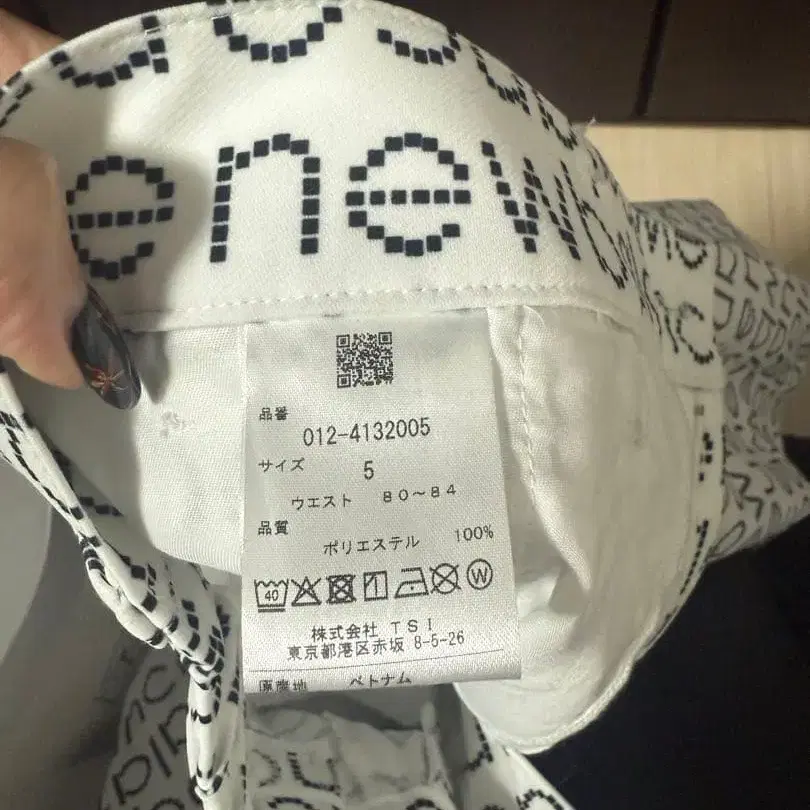 enewba
品番
012-4132005
サイズ 5
ウエスト 80～84
品質
ポリエステル 100%
40
W
株式会社 TSI
東京都港区赤坂 8-5-26
原産地 ベトナム